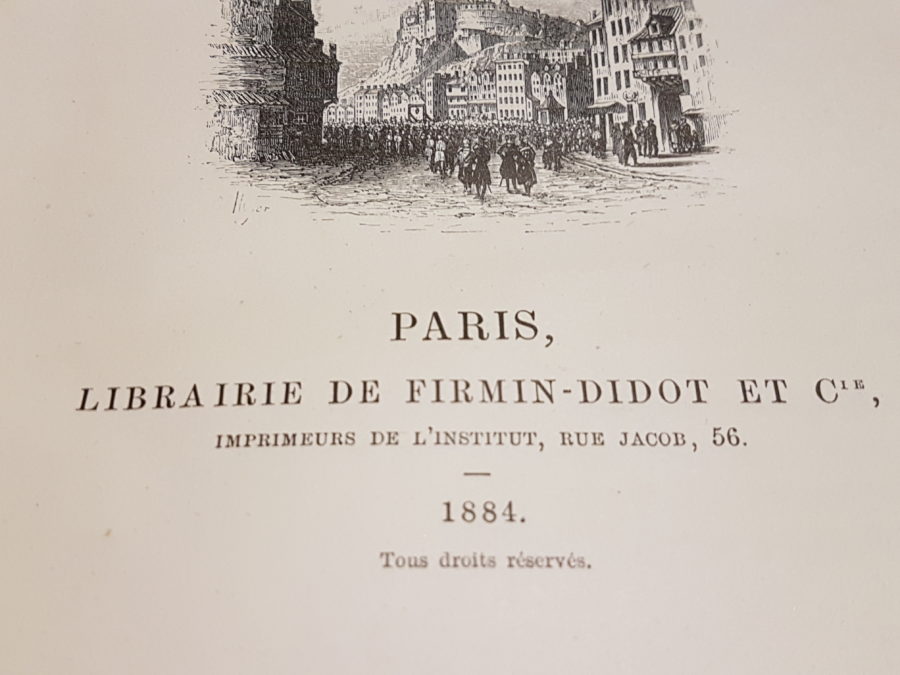 PARIS,
LIBRAIRIE DE FIRMIN-DIDOT ET Cᴵᴱ,
IMPRIMEURS DE L'INSTITUT, RUE JACOB, 56.
—
1884.
Tous droits réservés.